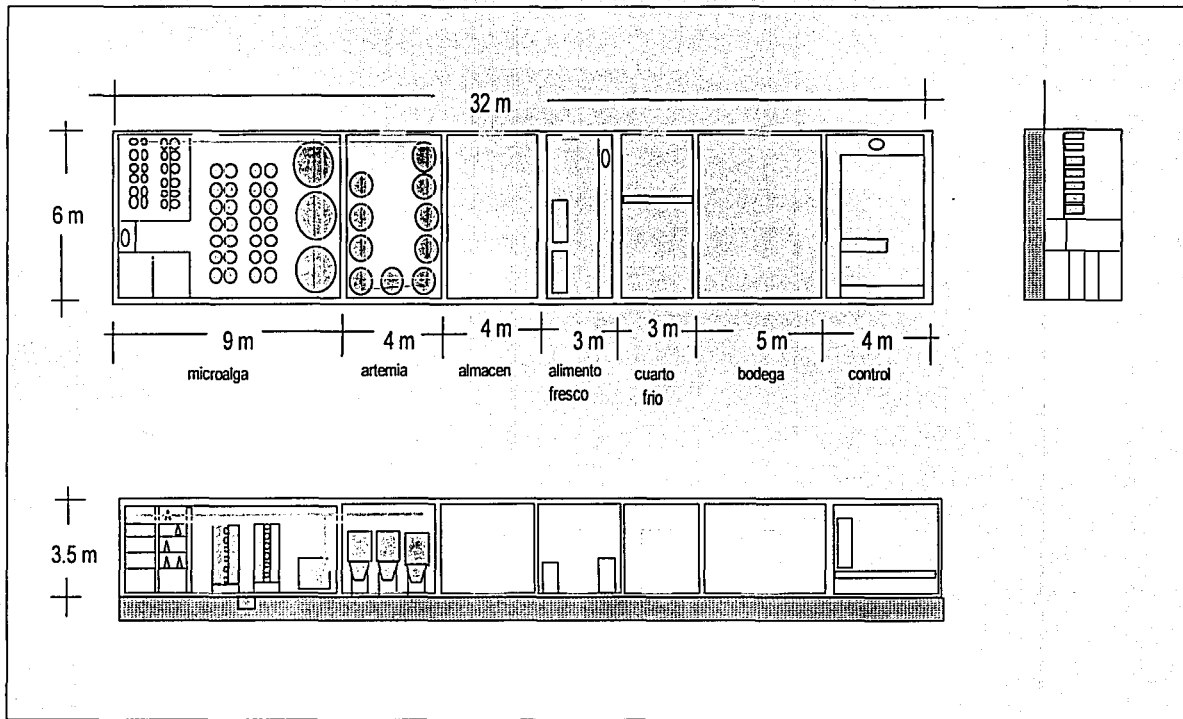 32 m
6 m
9 m
4 m
4 m
3 m
3 m
5 m
4 m
microalga
artemia
almacen
alimento
fresco
cuarto
frio
bodega
control
3.5 m